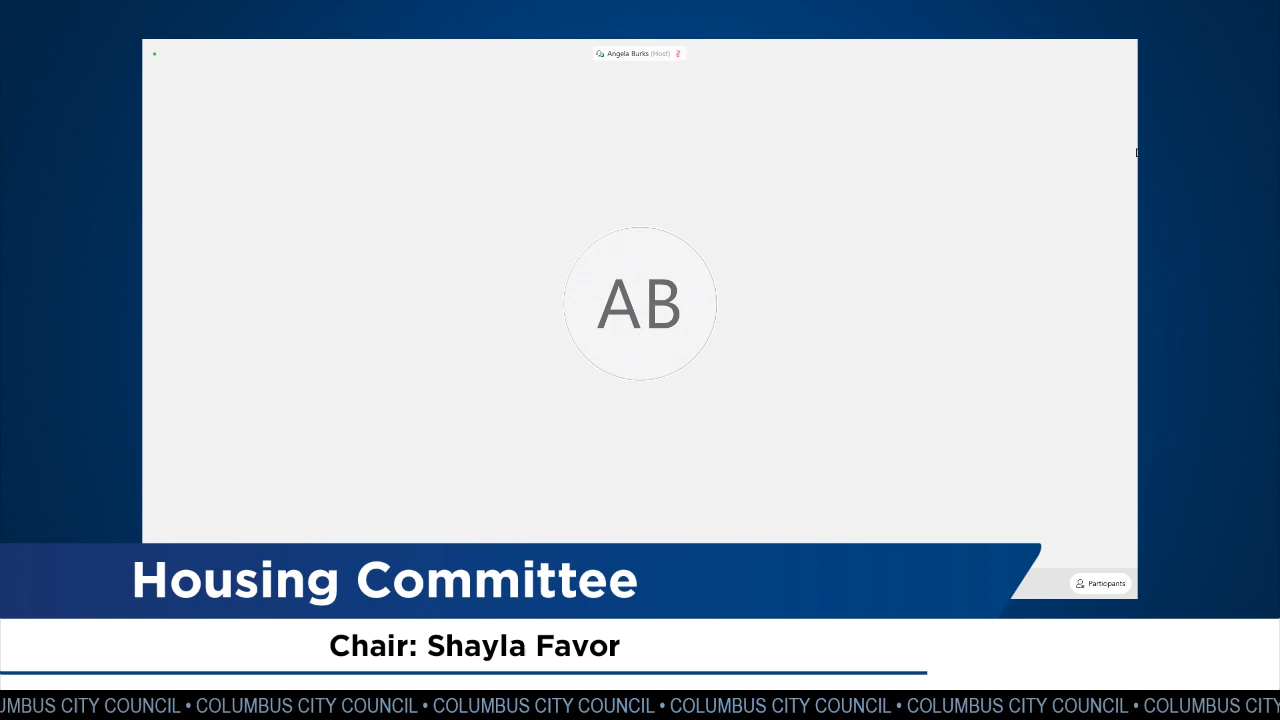 Angela Burks (Host)
AB
Participants
Housing Committee
Chair: Shayla Favor
UMBUS CITY COUNCIL • COLUMBUS CITY COUNCIL • COLUMBUS CITY COUNCIL • COLUMBUS CITY COUNCIL • COLUMBUS CITY COUNCIL • COLUMBUS CITY